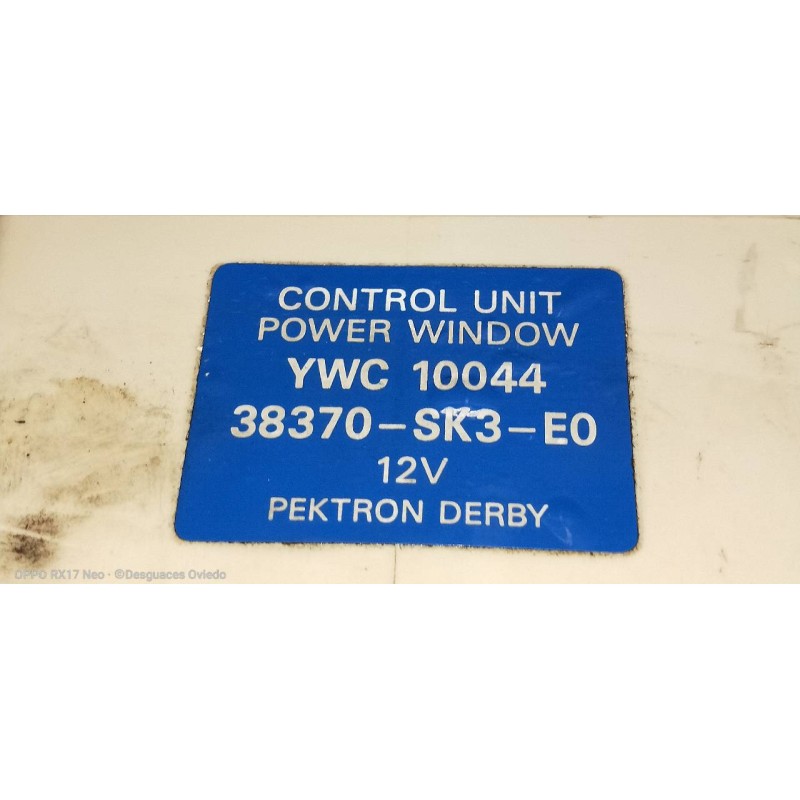 CONTROL UNIT
POWER WINDOW
YWC 10044
38370-SK3-E0
12V
PEKTRON DERBY
OPPO RX17 Neo · ©Desguaces Oviedo